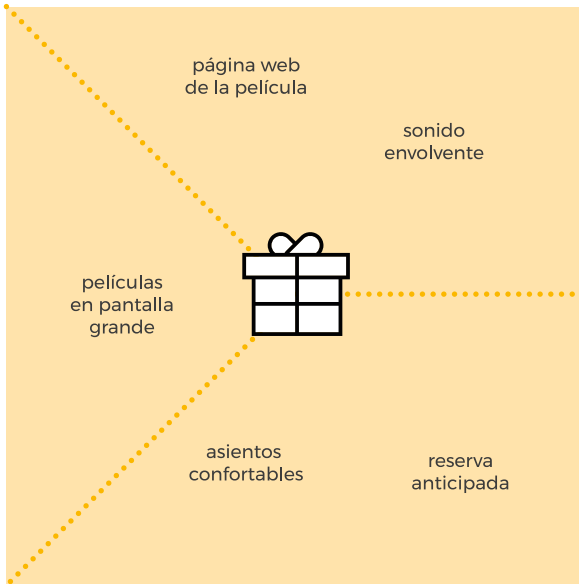 página web
de la película
sonido
envolvente
películas
en pantalla
grande
asientos
confortables
reserva
anticipada